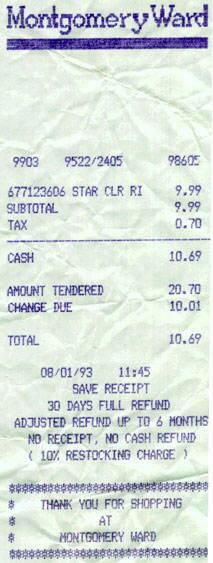 Montgomery Ward
9903 9522/2405 98605
677123606 STAR CLR RI 9.99
SUBTOTAL 9.99
TAX 0.70
CASH 10.69
AMOUNT TENDERED 20.70
CHANGE DUE 10.01
TOTAL 10.69
08/01/93 11:45
SAVE RECEIPT
30 DAYS FULL REFUND
ADJUSTED REFUND UP TO 6 MONTHS
NO RECEIPT, NO CASH REFUND
( 10% RESTOCKING CHARGE )
********************************
* THANK YOU FOR SHOPPING *
* AT *
* MONTGOMERY WARD *
********************************